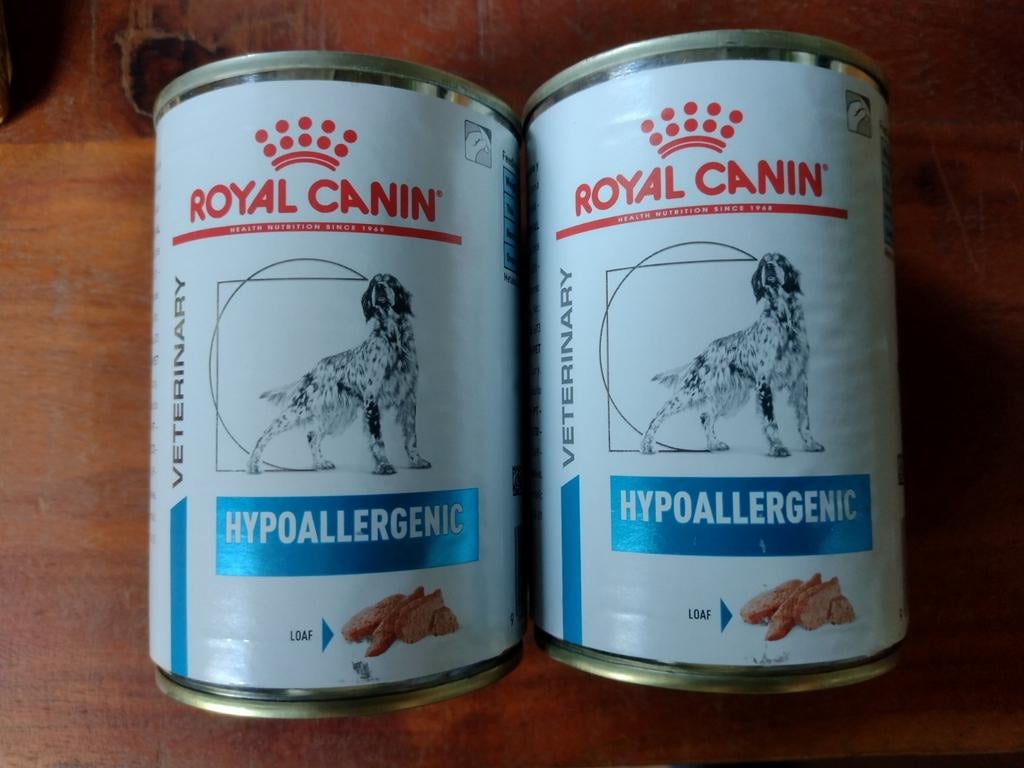 ROYAL CANIN®
HEALTH NUTRITION SINCE 1968
VETERINARY
HYPOALLERGENIC
LOAF
ROYAL CANIN®
HEALTH NUTRITION SINCE 1968
VETERINARY
HYPOALLERGENIC
LOAF